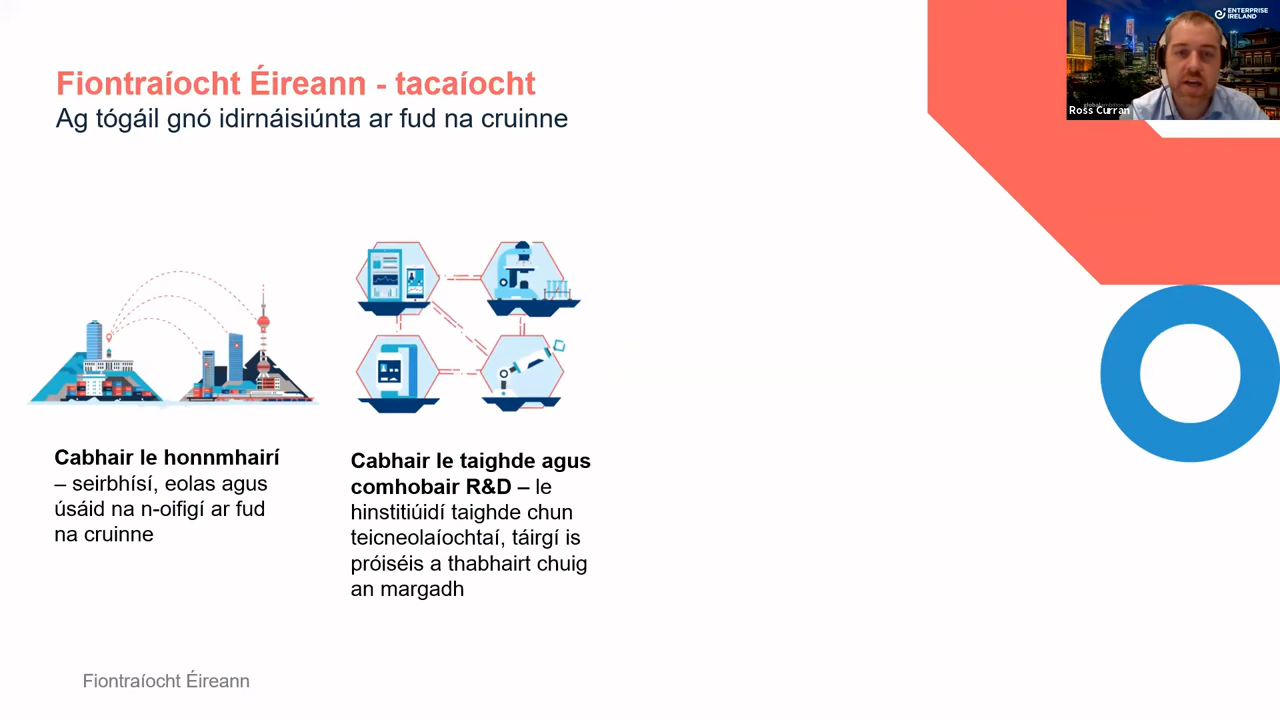 Fiontraíocht Éireann - tacaíocht
Ag tógáil gnó idirnáisiúnta ar fud na cruinne
ENTERPRISE
IRELAND
Ross Curran
Cabhair le honnmhairí
– seirbhísí, eolas agus
úsáid na n-oifigí ar fud
na cruinne
Cabhair le taighde agus
comhobair R&D – le
hinstitiúidí taighde chun
teicneolaíochtaí, táirgí is
próiséis a thabhairt chuig
an margadh
Fiontraíocht Éireann